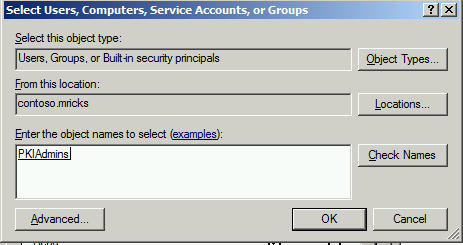 Select Users, Computers, Service Accounts, or Groups
Select this object type:
Users, Groups, or Built-in security principals
Object Types...
From this location:
contoso.mricks
Locations...
Enter the object names to select (examples):
PKIAdmins
Check Names
Advanced...
OK
Cancel